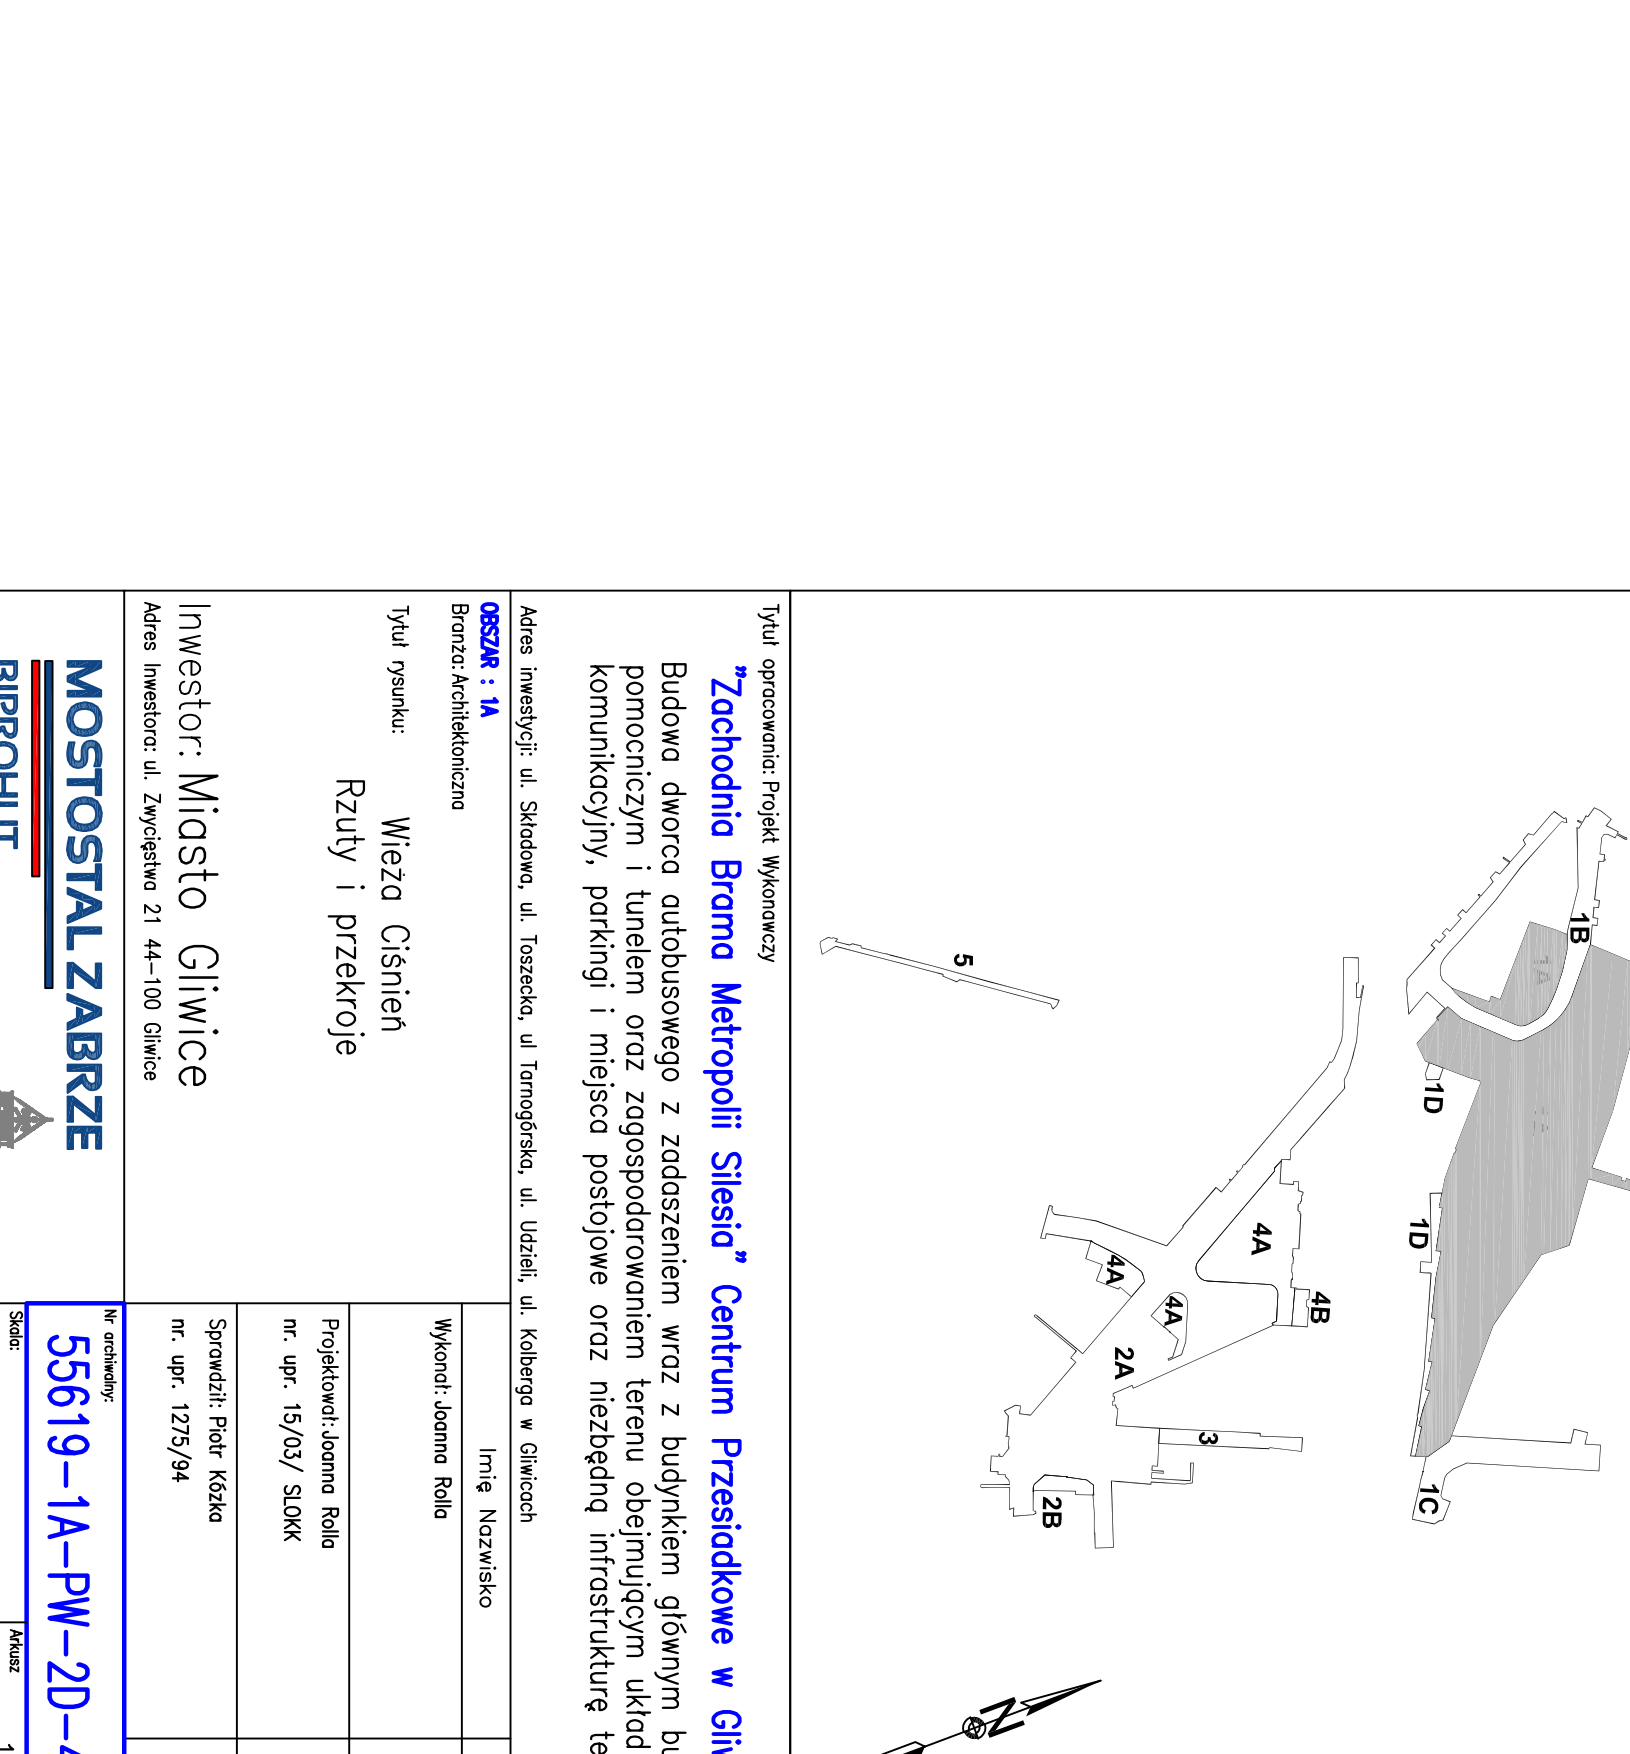 1B
1A
1D
1D
1C
5
4A
4B
4A
4A
2A
3
2B
N
Tytuł opracowania: Projekt Wykonawczy
"Zachodnia Brama Metropolii Silesia" Centrum Przesiadkowe w
Budowa dworca autobusowego z zadaszeniem wraz z budynkiem głównym
pomocniczym i tunelem oraz zagospodarowaniem terenu obejmującym układ
komunikacyjny, parkingi i miejsca postojowe oraz niezbędną infrastrukturę
Adres inwestycji: ul. Składowa, ul. Toszecka, ul Tarnogórska, ul. Udzieli, ul. Kolberga w Gliwicach
OBSZAR : 1A
Branża: Architektoniczna
Tytuł rysunku:
Wieża Ciśnień
Rzuty i przekroje
Inwestor: Miasto Gliwice
Adres Inwestora: ul. Zwycięstwa 21 44-100 Gliwice
Imię Nazwisko
Wykonał: Joanna Rolla
Projektował: Joanna Rolla
nr. upr. 15/03/ SLOKK
Sprawdził: Piotr Kózka
nr. upr. 1275/94
MOSTOSTAL ZABRZE
Nr archiwalny:
55619-1A-PW-2D-
Skala:
Arkusz